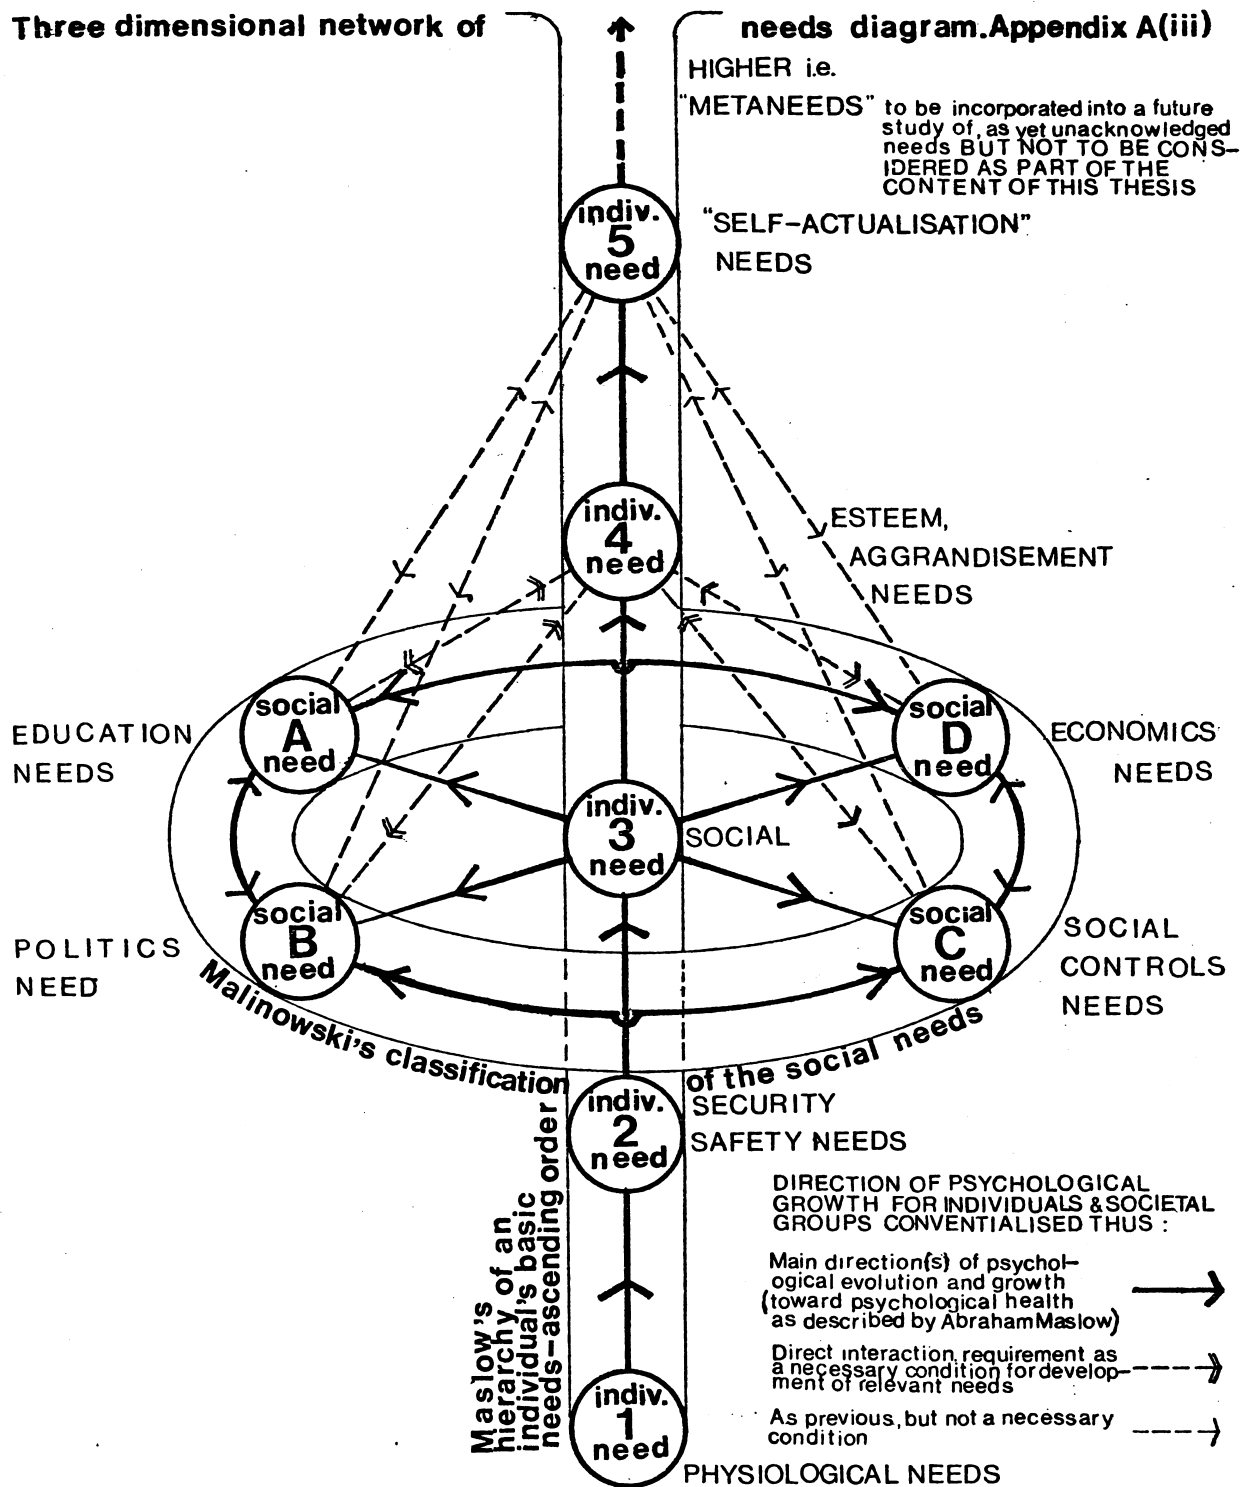 Three dimensional network of needs diagram. Appendix A(iii)
HIGHER i.e.
"METANEEDS" to be incorporated into a future
study of, as yet unacknowledged
needs BUT NOT TO BE CONS-
IDERED AS PART OF THE
CONTENT OF THIS THESIS
indiv.
5
need
"SELF-ACTUALISATION"
NEEDS
indiv.
4
need
ESTEEM,
AGGRANDISEMENT
NEEDS
social
A
need
EDUCATION
NEEDS
social
D
need
ECONOMICS
NEEDS
indiv.
3
need
SOCIAL
social
B
need
POLITICS
NEED
social
C
need
SOCIAL
CONTROLS
NEEDS
Malinowski's classification of the social needs
indiv.
2
need
SECURITY
SAFETY NEEDS
Maslow's
hierarchy of an
individual's basic
needs-ascending order
DIRECTION OF PSYCHOLOGICAL
GROWTH FOR INDIVIDUALS & SOCIETAL
GROUPS CONVENTIALISED THUS :
Main direction(s) of psychol-
ogical evolution and growth
(toward psychological health
as described by Abraham Maslow)
Direct interaction, requirement as
a necessary condition for develop-
ment of relevant needs
As previous, but not a necessary
condition
indiv.
1
need
PHYSIOLOGICAL NEEDS